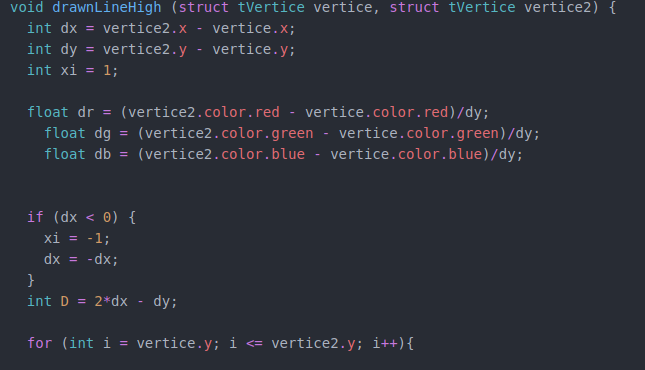 void drawnLineHigh (struct tVertice vertice, struct tVertice vertice2) {
int dx = vertice2.x - vertice.x;
int dy = vertice2.y - vertice.y;
int xi = 1;
float dr = (vertice2.color.red - vertice.color.red)/dy;
float dg = (vertice2.color.green - vertice.color.green)/dy;
float db = (vertice2.color.blue - vertice.color.blue)/dy;
if (dx < 0) {
xi = -1;
dx = -dx;
}
int D = 2*dx - dy;
for (int i = vertice.y; i <= vertice2.y; i++){